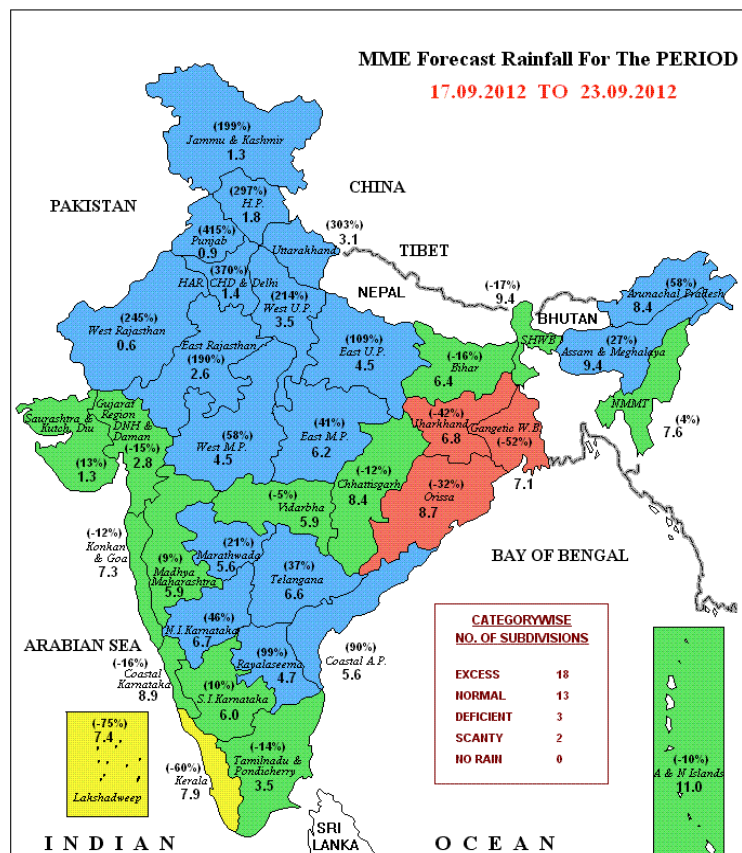 MME Forecast Rainfall For The PERIOD
17.09.2012 TO 23.09.2012
(199%)
Jammu & Kashmir
1.3
CHINA
(297%)
H.P.
1.8
PAKISTAN
(415%)
Punjab
0.9
(303%)
3.1
Uttarakhand
TIBET
(370%)
HAR. CHD & Delhi
1.4
(214%)
West U.P.
3.5
NEPAL
(-17%)
9.4
(58%)
Arunachal Pradesh
8.4
BHUTAN
(245%)
West Rajasthan
0.6
East Rajasthan
(190%)
2.6
(109%)
East U.P.
4.5
SHWB
(27%)
Assam & Meghalaya
9.4
(-16%)
Bihar
6.4
Gujarat
Region
DNH &
Daman
(-15%)
2.8
Saurashtra &
Kutch, Diu
(13%)
1.3
NMMT
(4%)
7.6
(58%)
West M.P.
4.5
(41%)
East M.P.
6.2
(-42%)
Jharkhand
6.8
Gangetic W.B.
(-52%)
7.1
(-12%)
Chhattisgarh
8.4
(-32%)
Orissa
8.7
(-5%)
Vidarbha
5.9
(-12%)
Konkan
& Goa
7.3
(9%)
Madhya
Maharashtra
5.9
(21%)
Marathwada
5.6
(37%)
Telangana
6.6
BAY OF BENGAL
(46%)
N.I.Karnataka
6.7
ARABIAN SEA
(-16%)
Coastal
Karnataka
8.9
(99%)
Rayalaseema
4.7
(90%)
Coastal A.P.
5.6
(10%)
S.I.Karnataka
6.0
CATEGORYWISE
NO. OF SUBDIVISIONS
EXCESS 18
NORMAL 13
DEFICIENT 3
SCANTY 2
NO RAIN 0
(-75%)
7.4
Lakshadweep
(-60%)
Kerala
7.9
(-14%)
Tamilnadu &
Pondicherry
3.5
(-10%)
A & N Islands
11.0
SRI
LANKA
INDIAN OCEAN